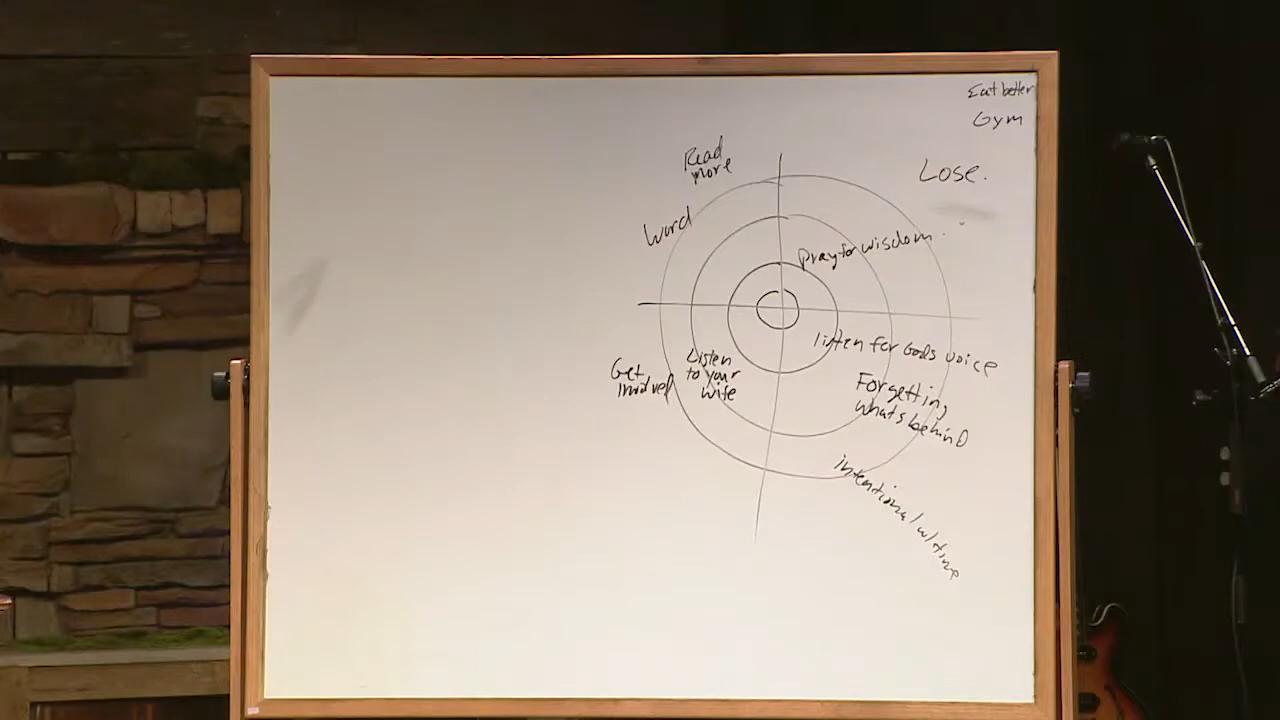 Eat better
Gym
Lose.
Read
more
Word
pray for wisdom
listen for Gods voice
Get
involved
Listen
to your
wife
Forgetting
whats behind
intentional w/ time